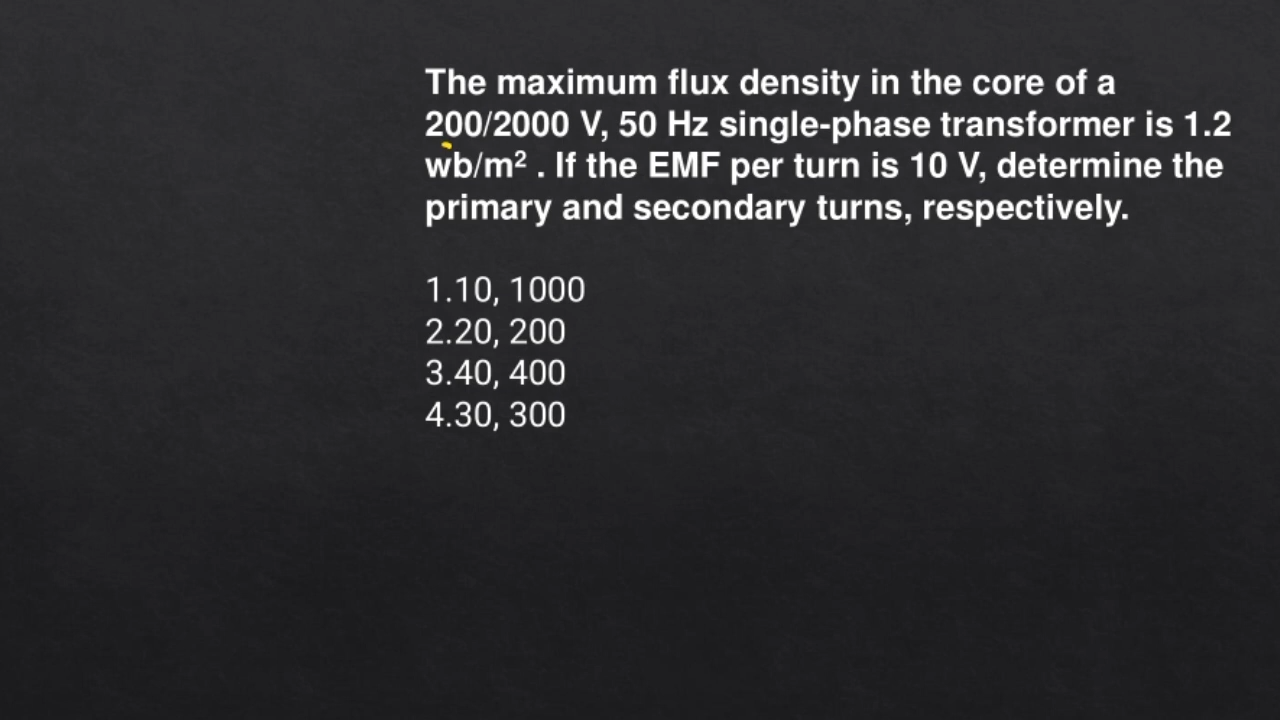 The maximum flux density in the core of a
200/2000 V, 50 Hz single-phase transformer is 1.2
wb/m² . If the EMF per turn is 10 V, determine the
primary and secondary turns, respectively.
1.10, 1000
2.20, 200
3.40, 400
4.30, 300